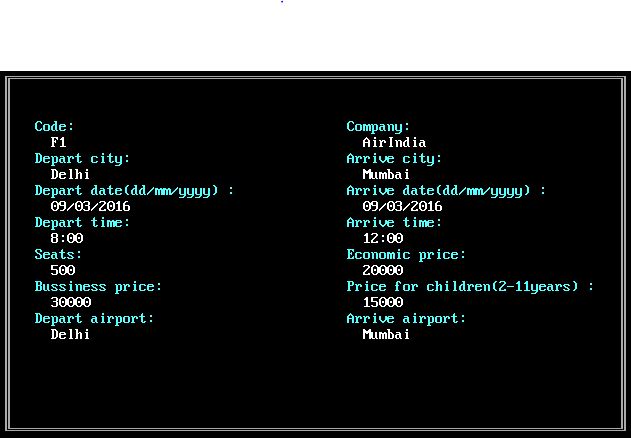 Code: Company:
F1 AirIndia
Depart city: Arrive city:
Delhi Mumbai
Depart date(dd/mm/yyyy) : Arrive date(dd/mm/yyyy) :
09/03/2016 09/03/2016
Depart time: Arrive time:
8:00 12:00
Seats: Economic price:
500 20000
Bussiness price: Price for children(2-11years) :
30000 15000
Depart airport: Arrive airport:
Delhi Mumbai